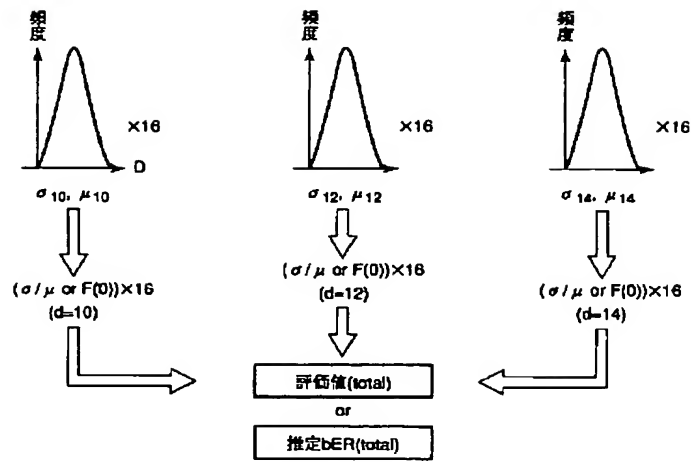 頻度
頻度
頻度
×16
×16
×16
D
σ10, μ10
σ12, μ12
σ14, μ14
(σ/μ or F(0))×16
(d=10)
(σ/μ or F(0))×16
(d=12)
(σ/μ or F(0))×16
(d=14)
評価値(total)
or
推定bER(total)